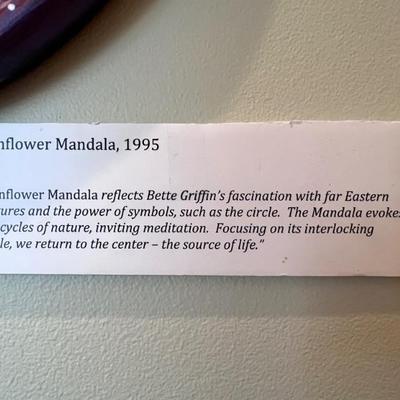 nflower Mandala, 1995
nflower Mandala reflects Bette Griffin's fascination with far Eastern
ures and the power of symbols, such as the circle. The Mandala evokes
cycles of nature, inviting meditation. Focusing on its interlocking
le, we return to the center – the source of life."